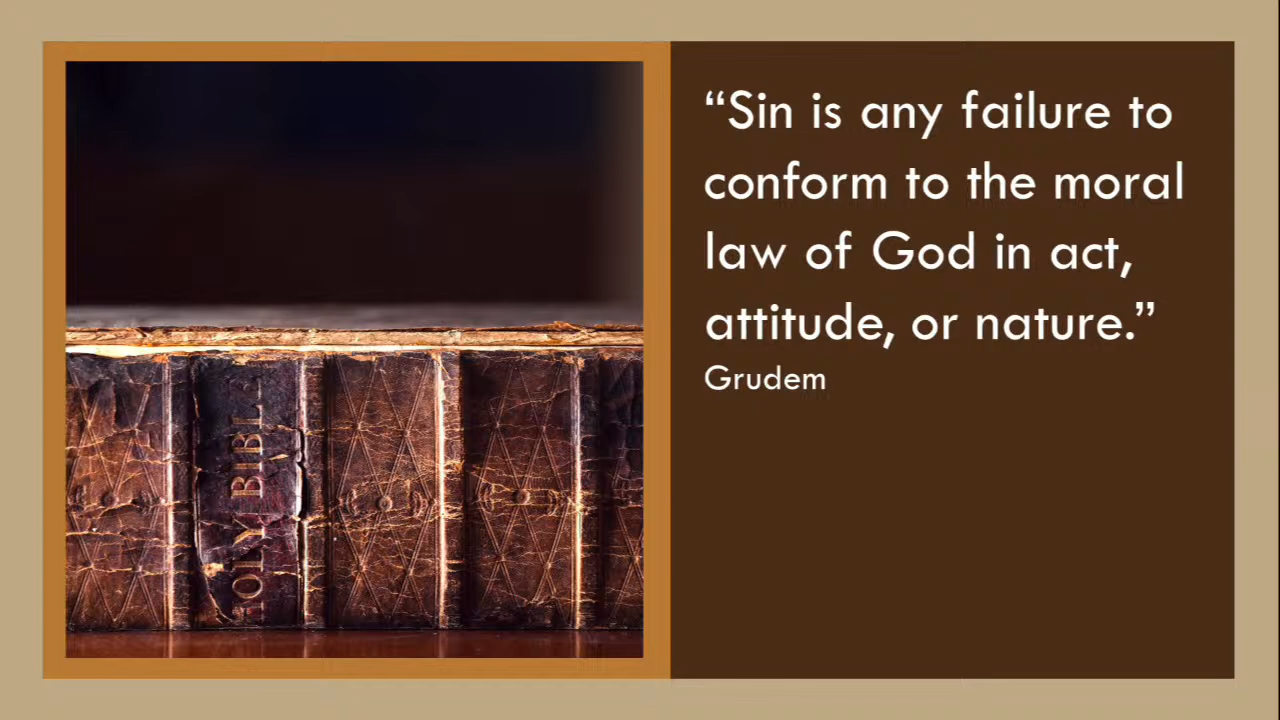 HOLY BIBLE
“Sin is any failure to
conform to the moral
law of God in act,
attitude, or nature.”
Grudem